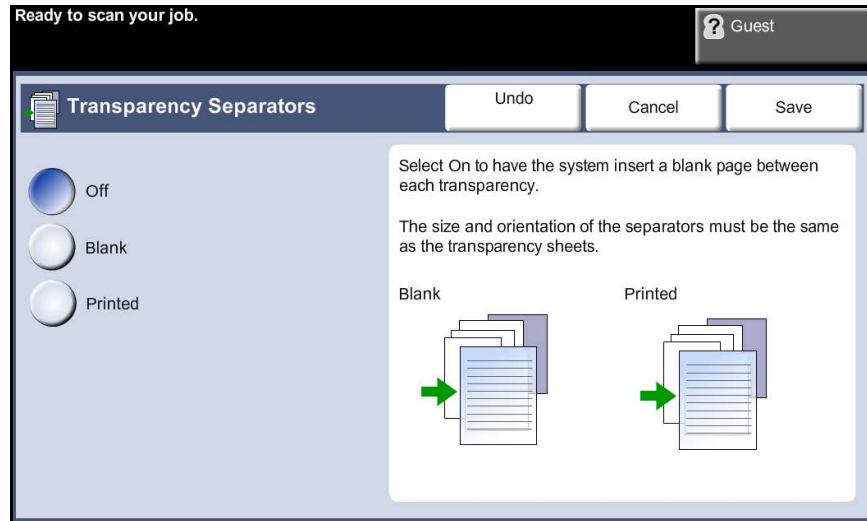 Ready to scan your job.
Guest
Transparency Separators
Undo
Cancel
Save
Off
Blank
Printed
Select On to have the system insert a blank page between
each transparency.
The size and orientation of the separators must be the same
as the transparency sheets.
Blank
Printed